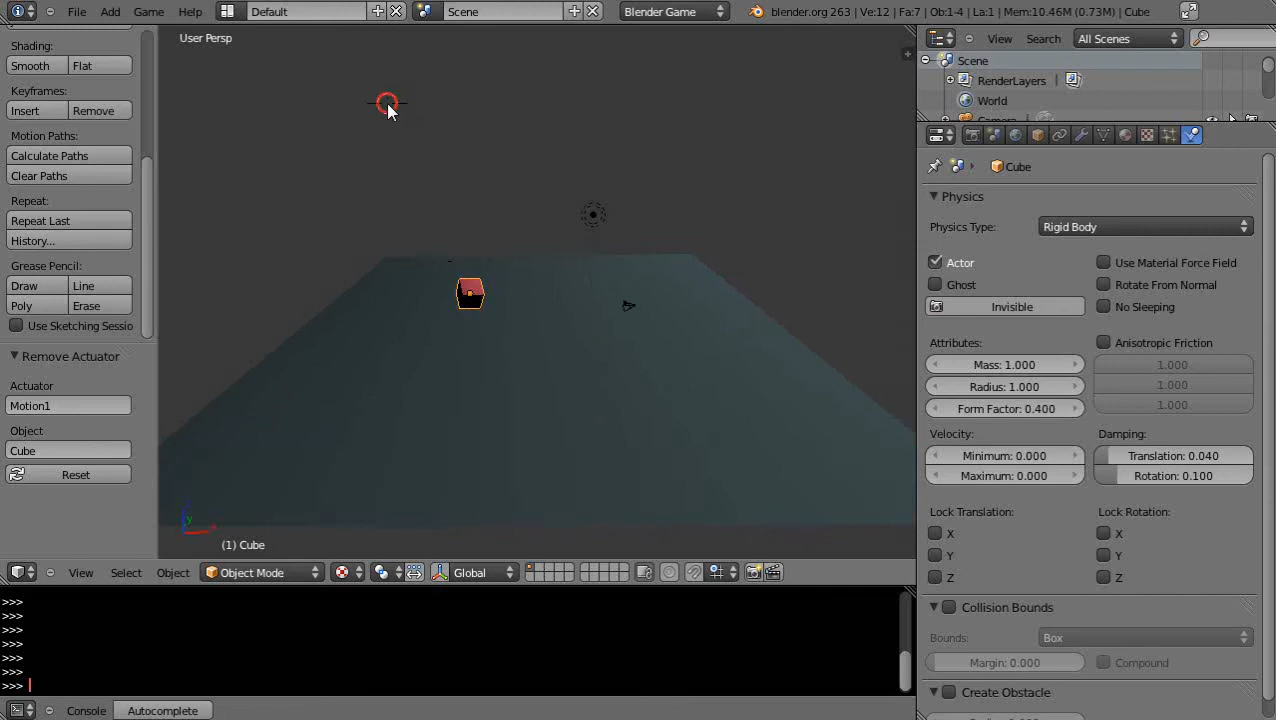 File Add Game Help Default Scene Blender Game blender.org 263 | Ve:12 | Fa:7 | Ob:1-4 | La:1 | Mem:10.46M (0.73M) | Cube
Shading:
Smooth Flat
Keyframes:
Insert Remove
Motion Paths:
Calculate Paths
Clear Paths
Repeat:
Repeat Last
History...
Grease Pencil:
Draw Line
Poly Erase
Use Sketching Sessio
Remove Actuator
Actuator
Motion1
Object
Cube
Reset
User Persp
y
(1) Cube
View Select Object Object Mode Global
>>>
>>>
>>>
>>>
>>>
>>>
>>>
Console Autocomplete
View Search All Scenes
Scene
RenderLayers
World
Camera
Cube
Physics
Physics Type: Rigid Body
Actor Use Material Force Field
Ghost Rotate From Normal
Invisible No Sleeping
Attributes: Anisotropic Friction
Mass: 1.000 1.000
Radius: 1.000 1.000
Form Factor: 0.400 1.000
Velocity: Damping:
Minimum: 0.000 Translation: 0.040
Maximum: 0.000 Rotation: 0.100
Lock Translation: Lock Rotation:
X X
Y Y
Z Z
Collision Bounds
Bounds: Box
Margin: 0.000 Compound
Create Obstacle